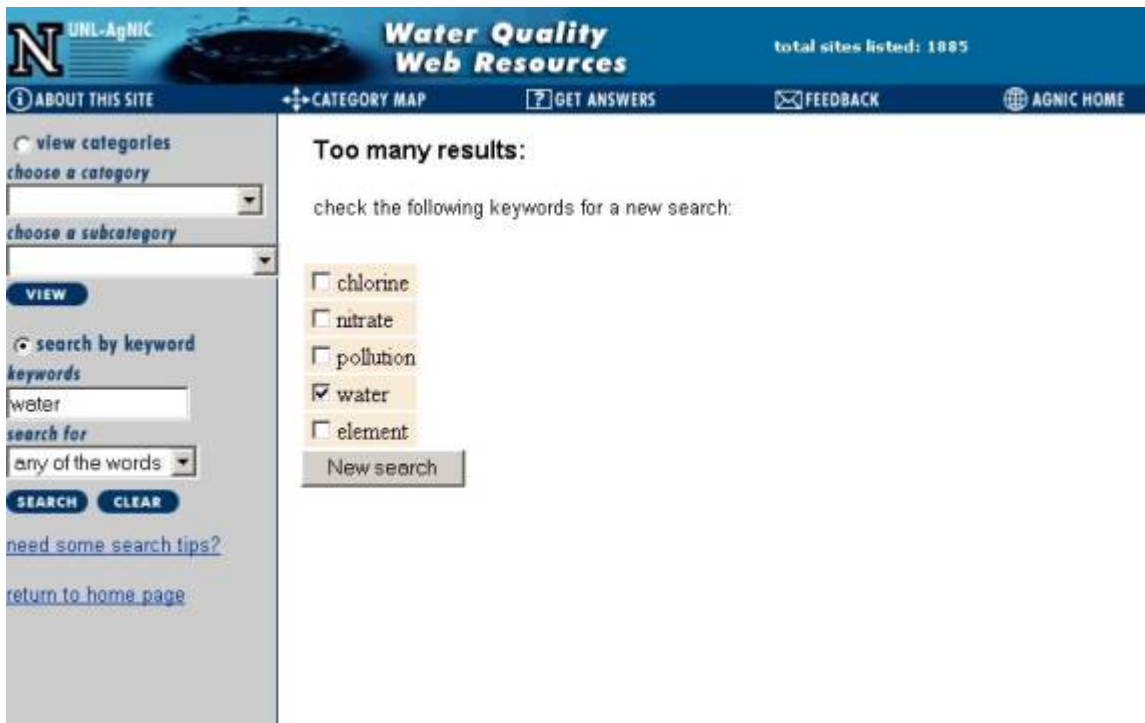 N UNL-AgNIC
Water Quality
Web Resources
total sites listed: 1885
i ABOUT THIS SITE
CATEGORY MAP
? GET ANSWERS
FEEDBACK
AGNIC HOME
view categories
choose a category
choose a subcategory
VIEW
search by keyword
keywords
water
search for
any of the words
SEARCH CLEAR
need some search tips?
return to home page
Too many results:
check the following keywords for a new search:
chlorine
nitrate
pollution
water
element
New search